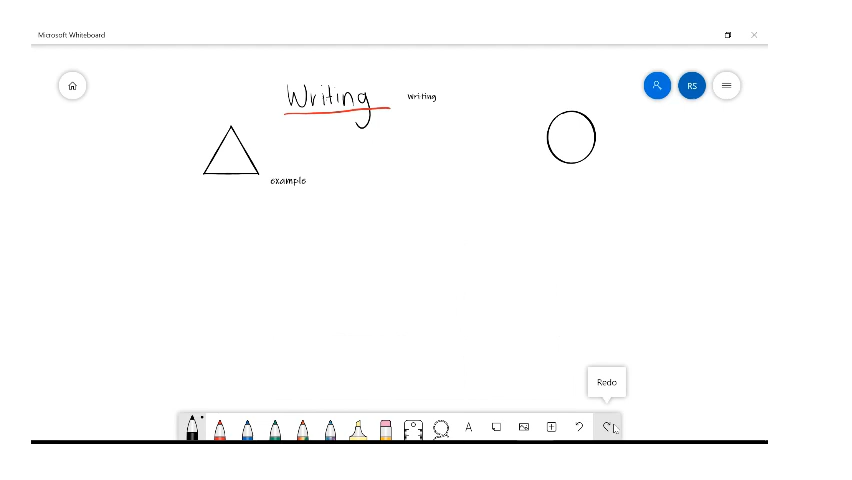 Microsoft Whiteboard
Writing
writing
RS
example
Redo
A